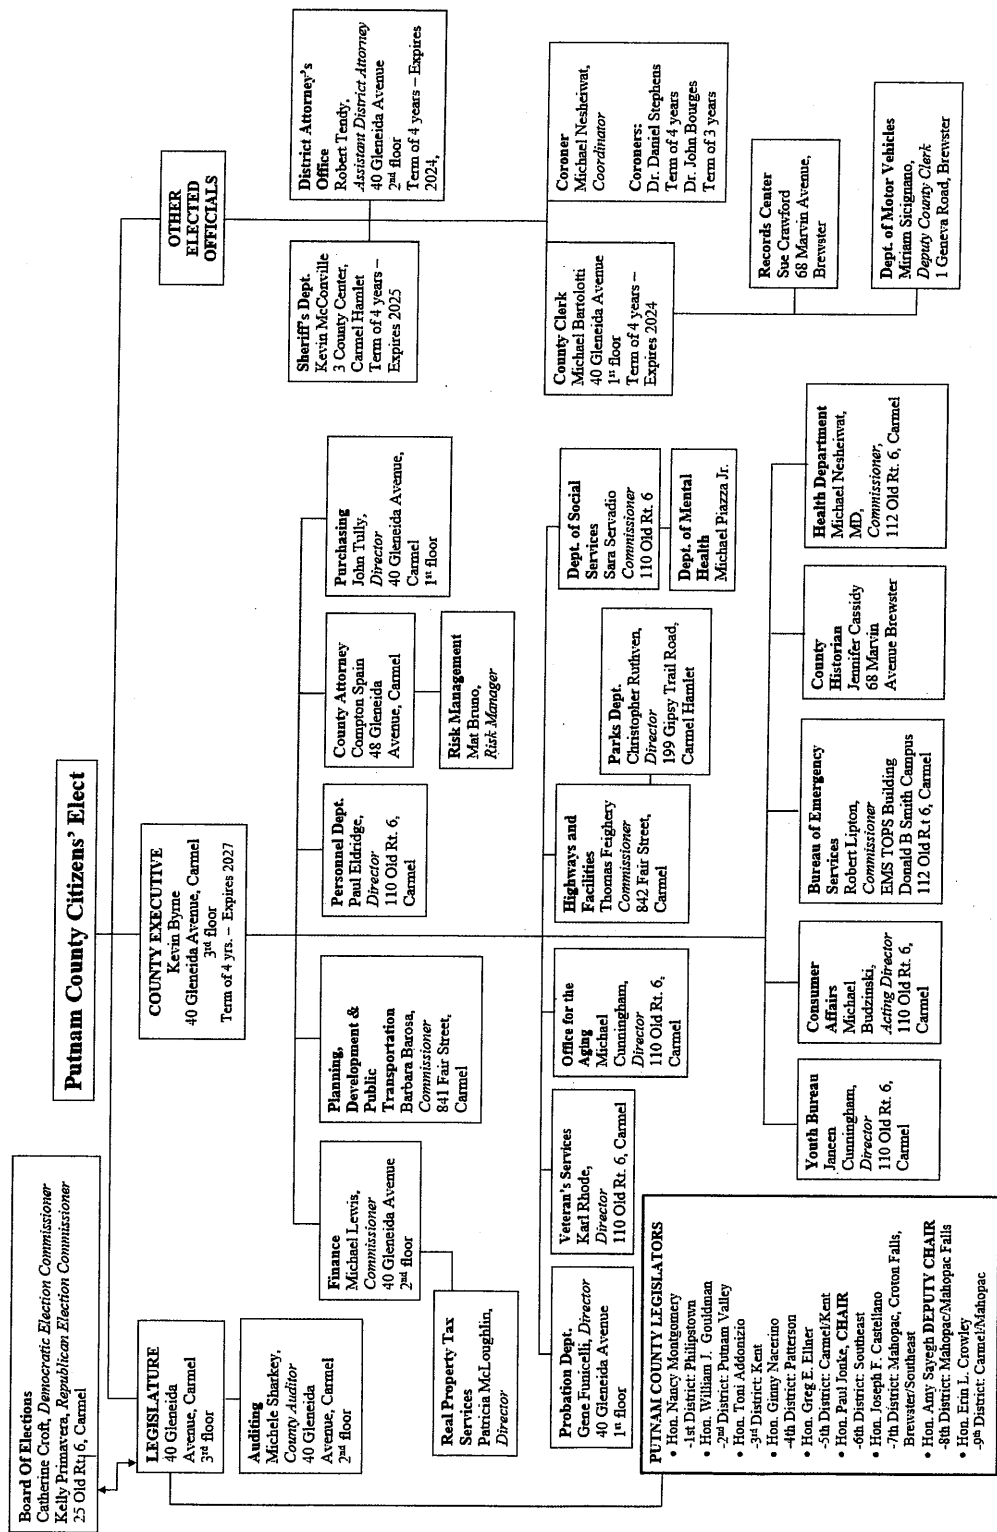 Putnam County Citizens' Elect
Board Of Elections
Catherine Croft, Democratic Election Commissioner
Kelly Primavera, Republican Election Commissioner
25 Old Rt. 6, Carmel
LEGISLATURE
40 Gleneida
Avenue, Carmel
3rd floor
Auditing
Michele Sharkey,
County Auditor
40 Gleneida
Avenue, Carmel
2nd floor
COUNTY EXECUTIVE
Kevin Byrne
40 Gleneida Avenue, Carmel
3rd floor
Term of 4 yrs. – Expires 2027
OTHER
ELECTED
OFFICIALS
Finance
Michael Lewis,
Commissioner
40 Gleneida Avenue
2nd floor
Real Property Tax
Services
Patricia McLoughlin,
Director
Planning,
Development &
Public
Transportation
Barbara Barosa,
Commissioner
841 Fair Street,
Carmel
Personnel Dept.
Paul Eldridge,
Director
110 Old Rt. 6,
Carmel
County Attorney
Compton Spain
48 Gleneida
Avenue, Carmel
Risk Management
Mat Bruno,
Risk Manager
Purchasing
John Tully,
Director
40 Gleneida Avenue,
Carmel
1st floor
Sheriff's Dept.
Kevin McConville
3 County Center,
Carmel Hamlet
Term of 4 years –
Expires 2025
District Attorney's
Office
Robert Tendy,
Assistant District Attorney
40 Gleneida Avenue
2nd floor
Term of 4 years – Expires
2024,
Probation Dept.
Gene Funicelli, Director
40 Gleneida Avenue
1st floor
Veteran's Services
Karl Rhode,
Director
110 Old Rt. 6, Carmel
Office for the
Aging
Michael
Cunningham,
Director
110 Old Rt. 6,
Carmel
Highways and
Facilities
Thomas Feighery
Commissioner
842 Fair Street,
Carmel
Parks Dept.
Christopher Ruthven,
Director
199 Gipsy Trail Road,
Carmel Hamlet
Dept. of Social
Services
Sara Servadio
Commissioner
110 Old Rt. 6
Dept. of Mental
Health
Michael Piazza Jr.
County Clerk
Michael Bartolotti
40 Gleneida Avenue
1st floor
Term of 4 years –
Expires 2024
Coroner
Michael Nesheiwat,
Coordinator
Coroners:
Dr. Daniel Stephens
Term of 4 years
Dr. John Bourges
Term of 3 years
Records Center
Sue Crawford
68 Marvin Avenue,
Brewster
Dept. of Motor Vehicles
Miriam Sicignano,
Deputy County Clerk
1 Geneva Road, Brewster
PUTNAM COUNTY LEGISLATORS
• Hon. Nancy Montgomery
-1st District: Philipstown
• Hon. William J. Gouldman
-2nd District: Putnam Valley
• Hon. Toni Addonizio
-3rd District: Kent
• Hon. Ginny Nacerino
-4th District: Patterson
• Hon. Greg E. Ellner
-5th District: Carmel/Kent
• Hon. Paul Jonke, CHAIR
-6th District: Southeast
• Hon. Joseph F. Castellano
-7th District: Mahopac, Croton Falls,
Brewster/Southeast
• Hon. Amy Sayegh DEPUTY CHAIR
-8th District: Mahopac/Mahopac Falls
• Hon. Erin L. Crowley
-9th District: Carmel/Mahopac
Youth Bureau
Janeen
Cunningham,
Director
110 Old Rt. 6,
Carmel
Consumer
Affairs
Michael
Budzinski,
Acting Director
110 Old Rt. 6,
Carmel
Bureau of Emergency
Services
Robert Lipton,
Commissioner
EMS TOPS Building
Donald B Smith Campus
112 Old R.t 6, Carmel
County
Historian
Jennifer Cassidy
68 Marvin
Avenue Brewster
Health Department
Michael Nesheiwat,
MD,
Commissioner,
112 Old Rt. 6, Carmel